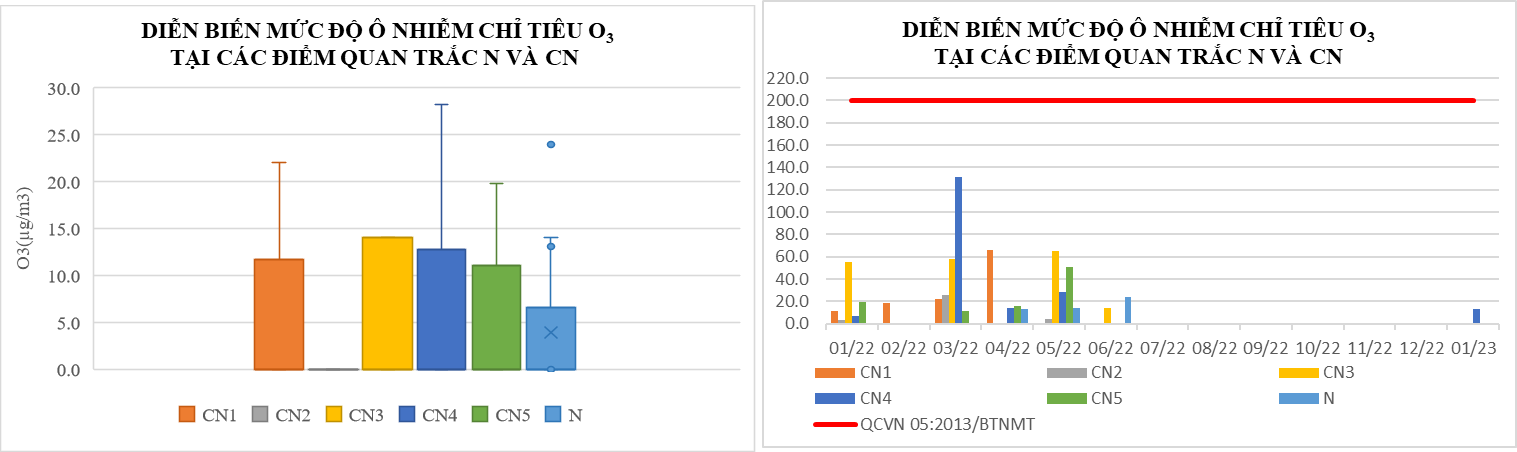 DIỄN BIẾN MỨC ĐỘ Ô NHIỄM CHỈ TIÊU O3
TẠI CÁC ĐIỂM QUAN TRẮC N VÀ CN
30.0
25.0
20.0
15.0
10.0
5.0
0.0
O3(µg/m3)
CN1 CN2 CN3 CN4 CN5 N
DIỄN BIẾN MỨC ĐỘ Ô NHIỄM CHỈ TIÊU O3
TẠI CÁC ĐIỂM QUAN TRẮC N VÀ CN
220.0
200.0
180.0
160.0
140.0
120.0
100.0
80.0
60.0
40.0
20.0
0.0
01/22 02/22 03/22 04/22 05/22 06/22 07/22 08/22 09/22 10/22 11/22 12/22 01/23
CN1 CN2 CN3
CN4 CN5 N
QCVN 05:2013/BTNMT